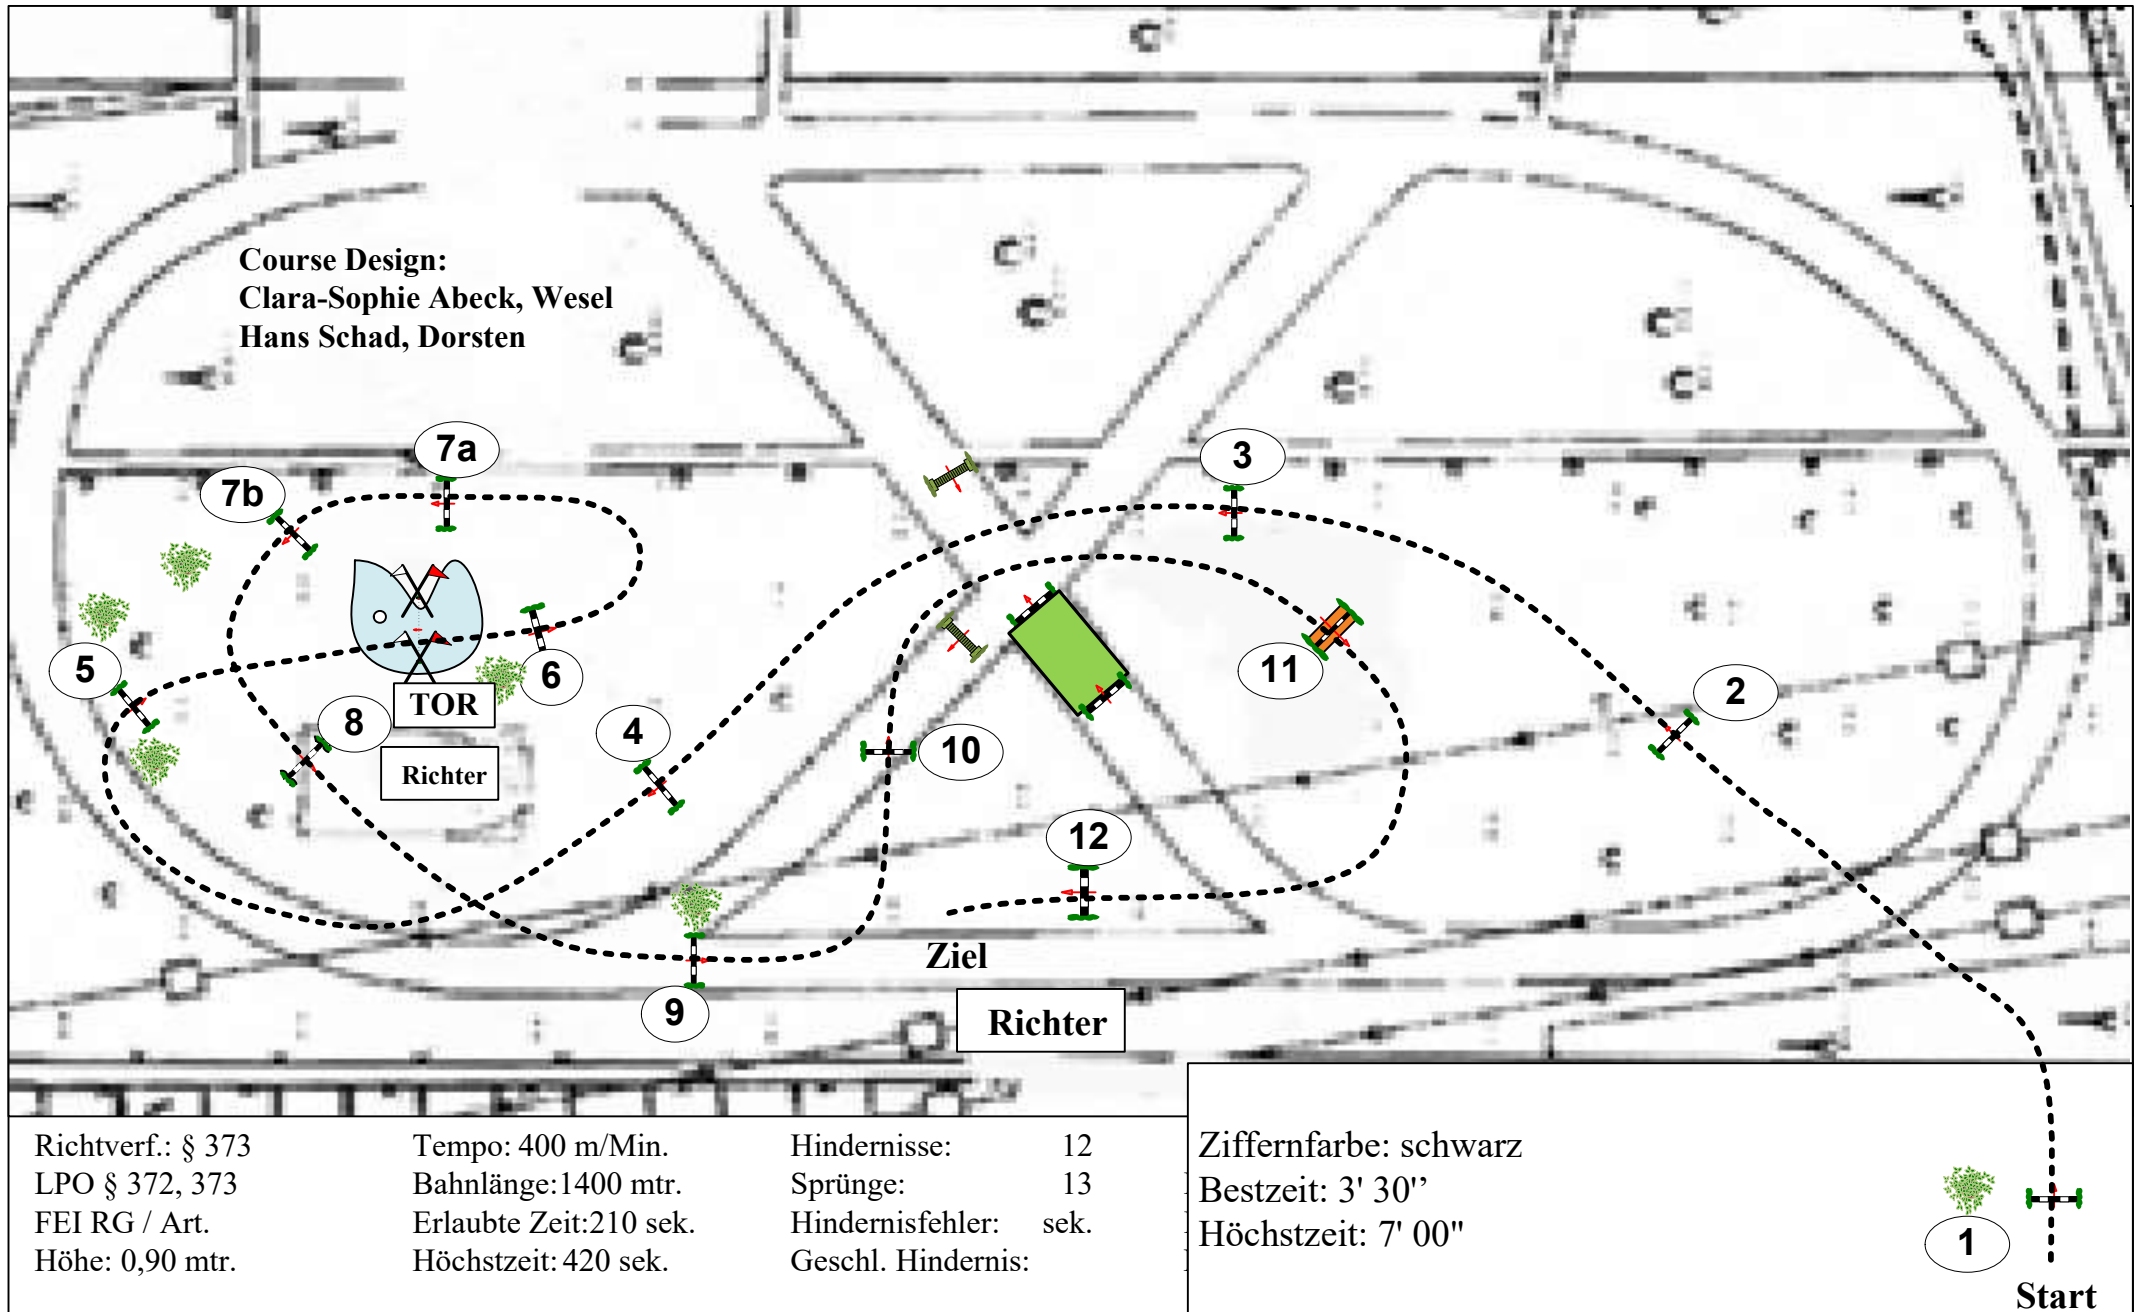 Course Design:
Clara-Sophie Abeck, Wesel
Hans Schad, Dorsten
7a
3
7b
5
6
2
TOR
8
4
Richter
10
11
12
Ziel
9
Richter
Richtverf.: § 373
LPO § 372, 373
FEI RG / Art.
Höhe: 0,90 mtr.
Tempo: 400 m/Min.
Bahnlänge:1400 mtr.
Erlaubte Zeit:210 sek.
Höchstzeit: 420 sek.
Hindernisse: 12
Sprünge: 13
Hindernisfehler: sek.
Geschl. Hindernis:
Ziffernfarbe: schwarz
Bestzeit: 3' 30''
Höchstzeit: 7' 00"
1
Start